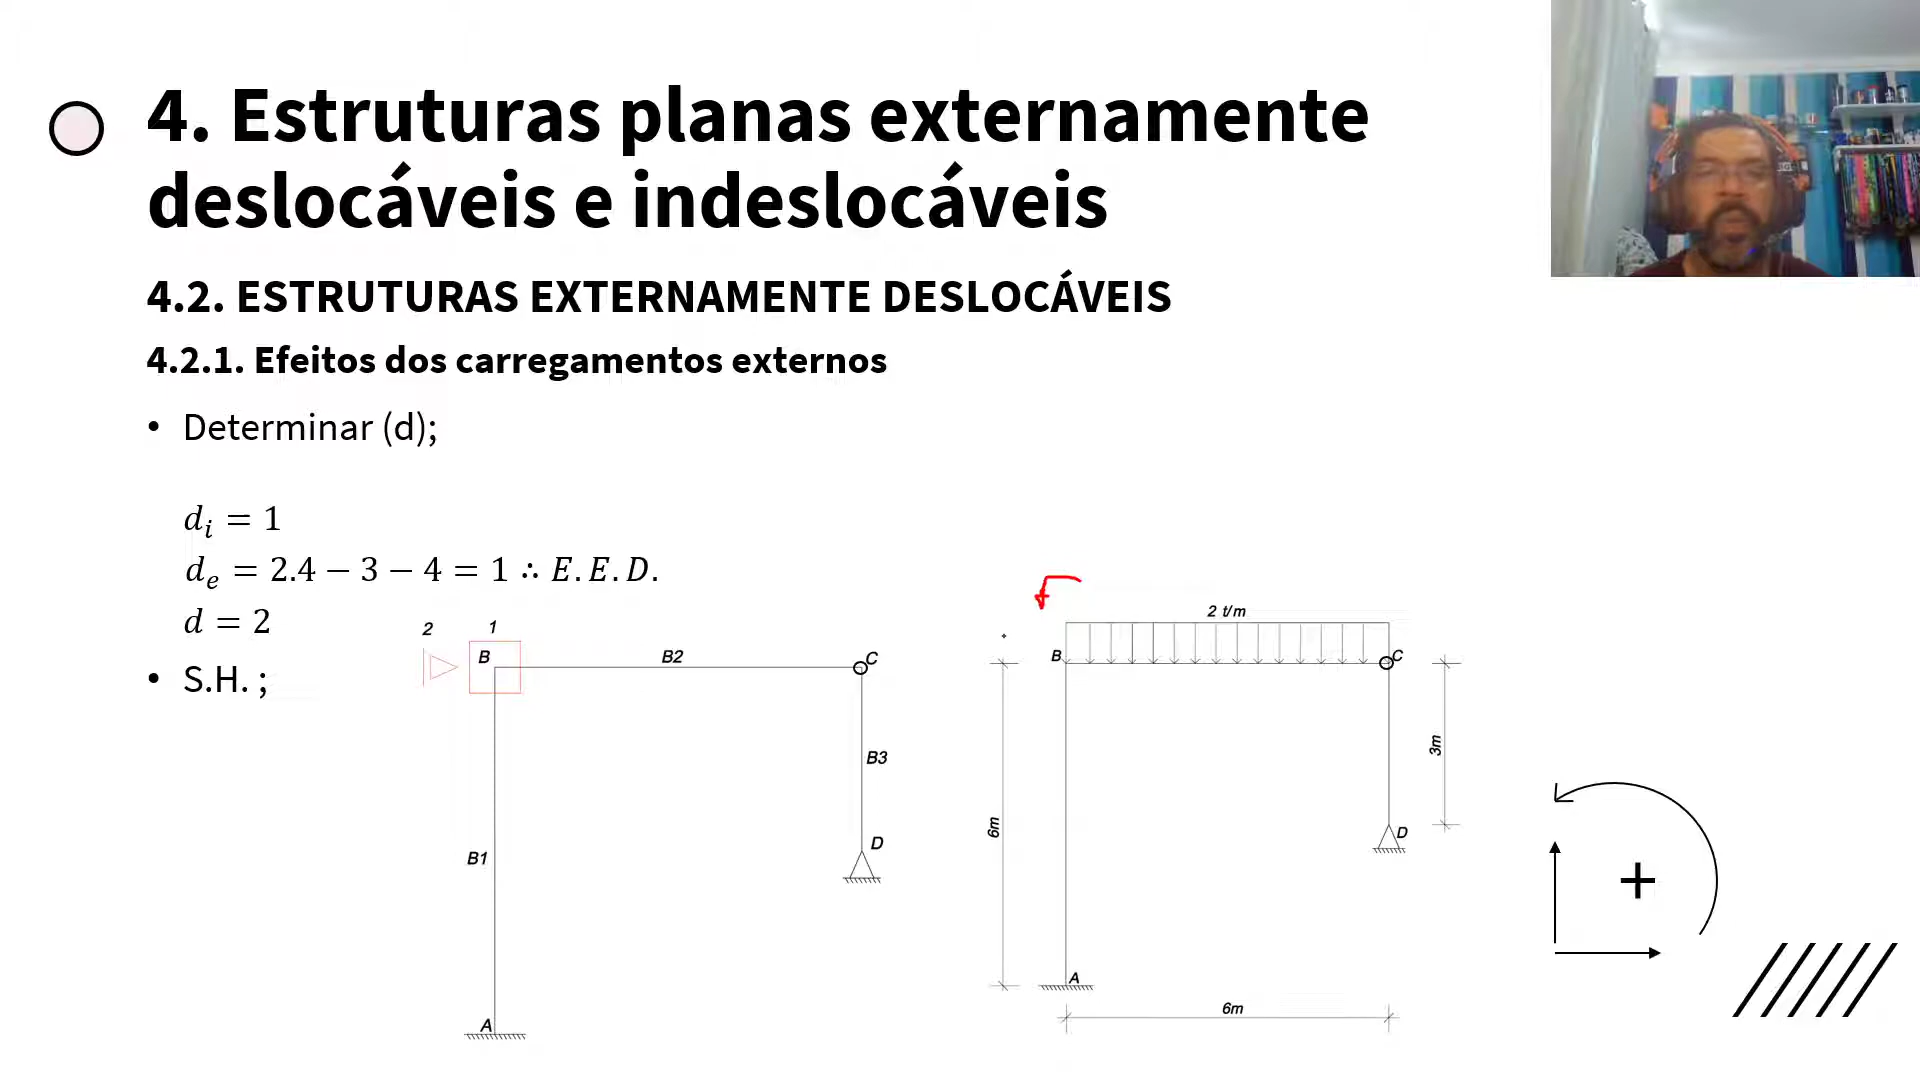 4. Estruturas planas externamente
deslocáveis e indeslocáveis
4.2. ESTRUTURAS EXTERNAMENTE DESLOCÁVEIS
4.2.1. Efeitos dos carregamentos externos
• Determinar (d);
d_i = 1
d_e = 2.4 − 3 − 4 = 1 ∴ E.E.D.
d = 2
• S.H. ;
2
1
B
B2
C
B3
D
B1
A
2 t/m
B
C
3m
6m
D
A
6m
+